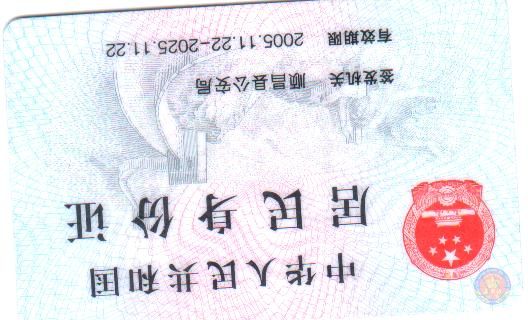 中华人民共和国
居民身份证
签发机关 顺昌县公安局
有效期限 2005.11.22-2025.11.22